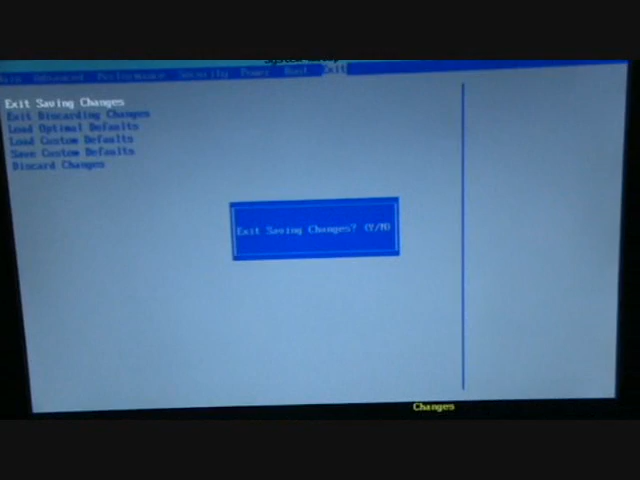 Main Advanced Performance Security Power Boot Exit
Exit Saving Changes
Exit Discarding Changes
Load Optimal Defaults
Load Custom Defaults
Save Custom Defaults
Discard Changes
Exit Saving Changes? (Y/N)
Changes